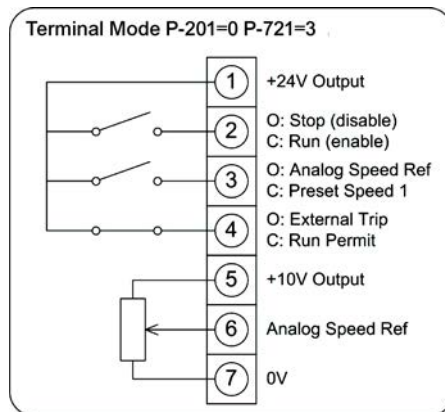 Terminal Mode P-201=0 P-721=3
1 +24V Output
2 O: Stop (disable)
C: Run (enable)
3 O: Analog Speed Ref
C: Preset Speed 1
4 O: External Trip
C: Run Permit
5 +10V Output
6 Analog Speed Ref
7 0V